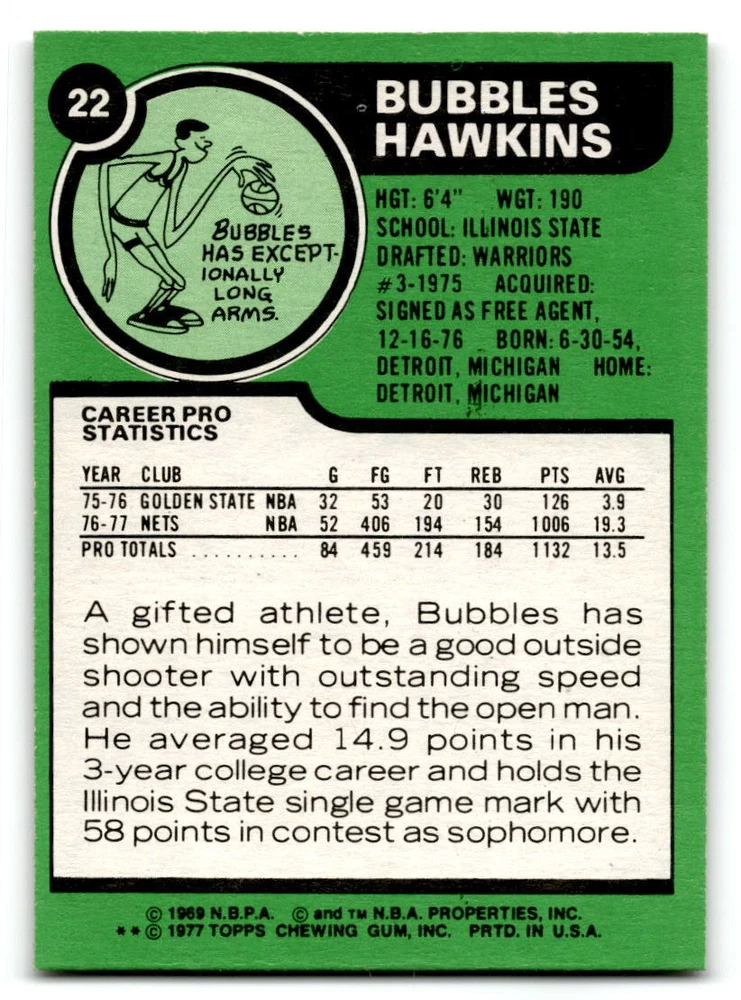 22
BUBBLES
HAWKINS
BUBBLES
HAS EXCEPT-
IONALLY
LONG
ARMS.
HGT: 6'4" WGT: 190
SCHOOL: ILLINOIS STATE
DRAFTED: WARRIORS
#3-1975 ACQUIRED:
SIGNED AS FREE AGENT,
12-16-76 BORN: 6-30-54,
DETROIT, MICHIGAN HOME:
DETROIT, MICHIGAN
CAREER PRO
STATISTICS
YEAR CLUB G FG FT REB PTS AVG
75-76 GOLDEN STATE NBA 32 53 20 30 126 3.9
76-77 NETS NBA 52 406 194 154 1006 19.3
PRO TOTALS .......... 84 459 214 184 1132 13.5
A gifted athlete, Bubbles has
shown himself to be a good outside
shooter with outstanding speed
and the ability to find the open man.
He averaged 14.9 points in his
3-year college career and holds the
Illinois State single game mark with
58 points in contest as sophomore.
© 1969 N.B.P.A. © and TM N.B.A. PROPERTIES, INC.
**© 1977 TOPPS CHEWING GUM, INC. PRTD. IN U.S.A.